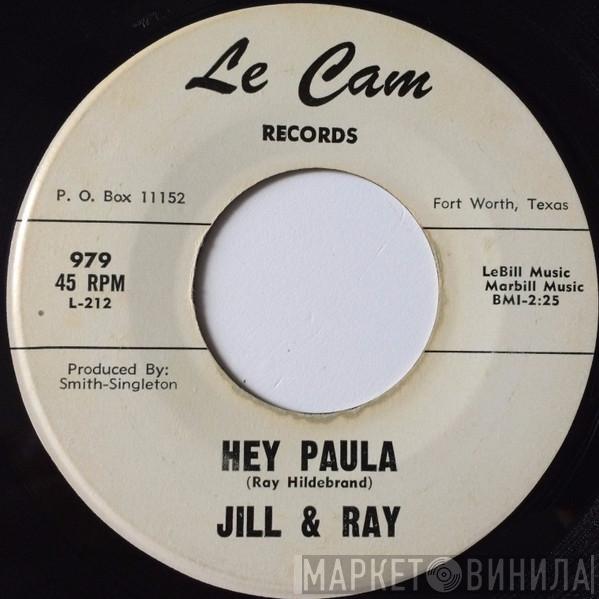 Le Cam
RECORDS
P. O. Box 11152
Fort Worth, Texas
979
45 RPM
L-212
LeBill Music
Marbill Music
BMI-2:25
Produced By:
Smith-Singleton
HEY PAULA
(Ray Hildebrand)
JILL & RAY
МАРКЕТ ВИНИЛА